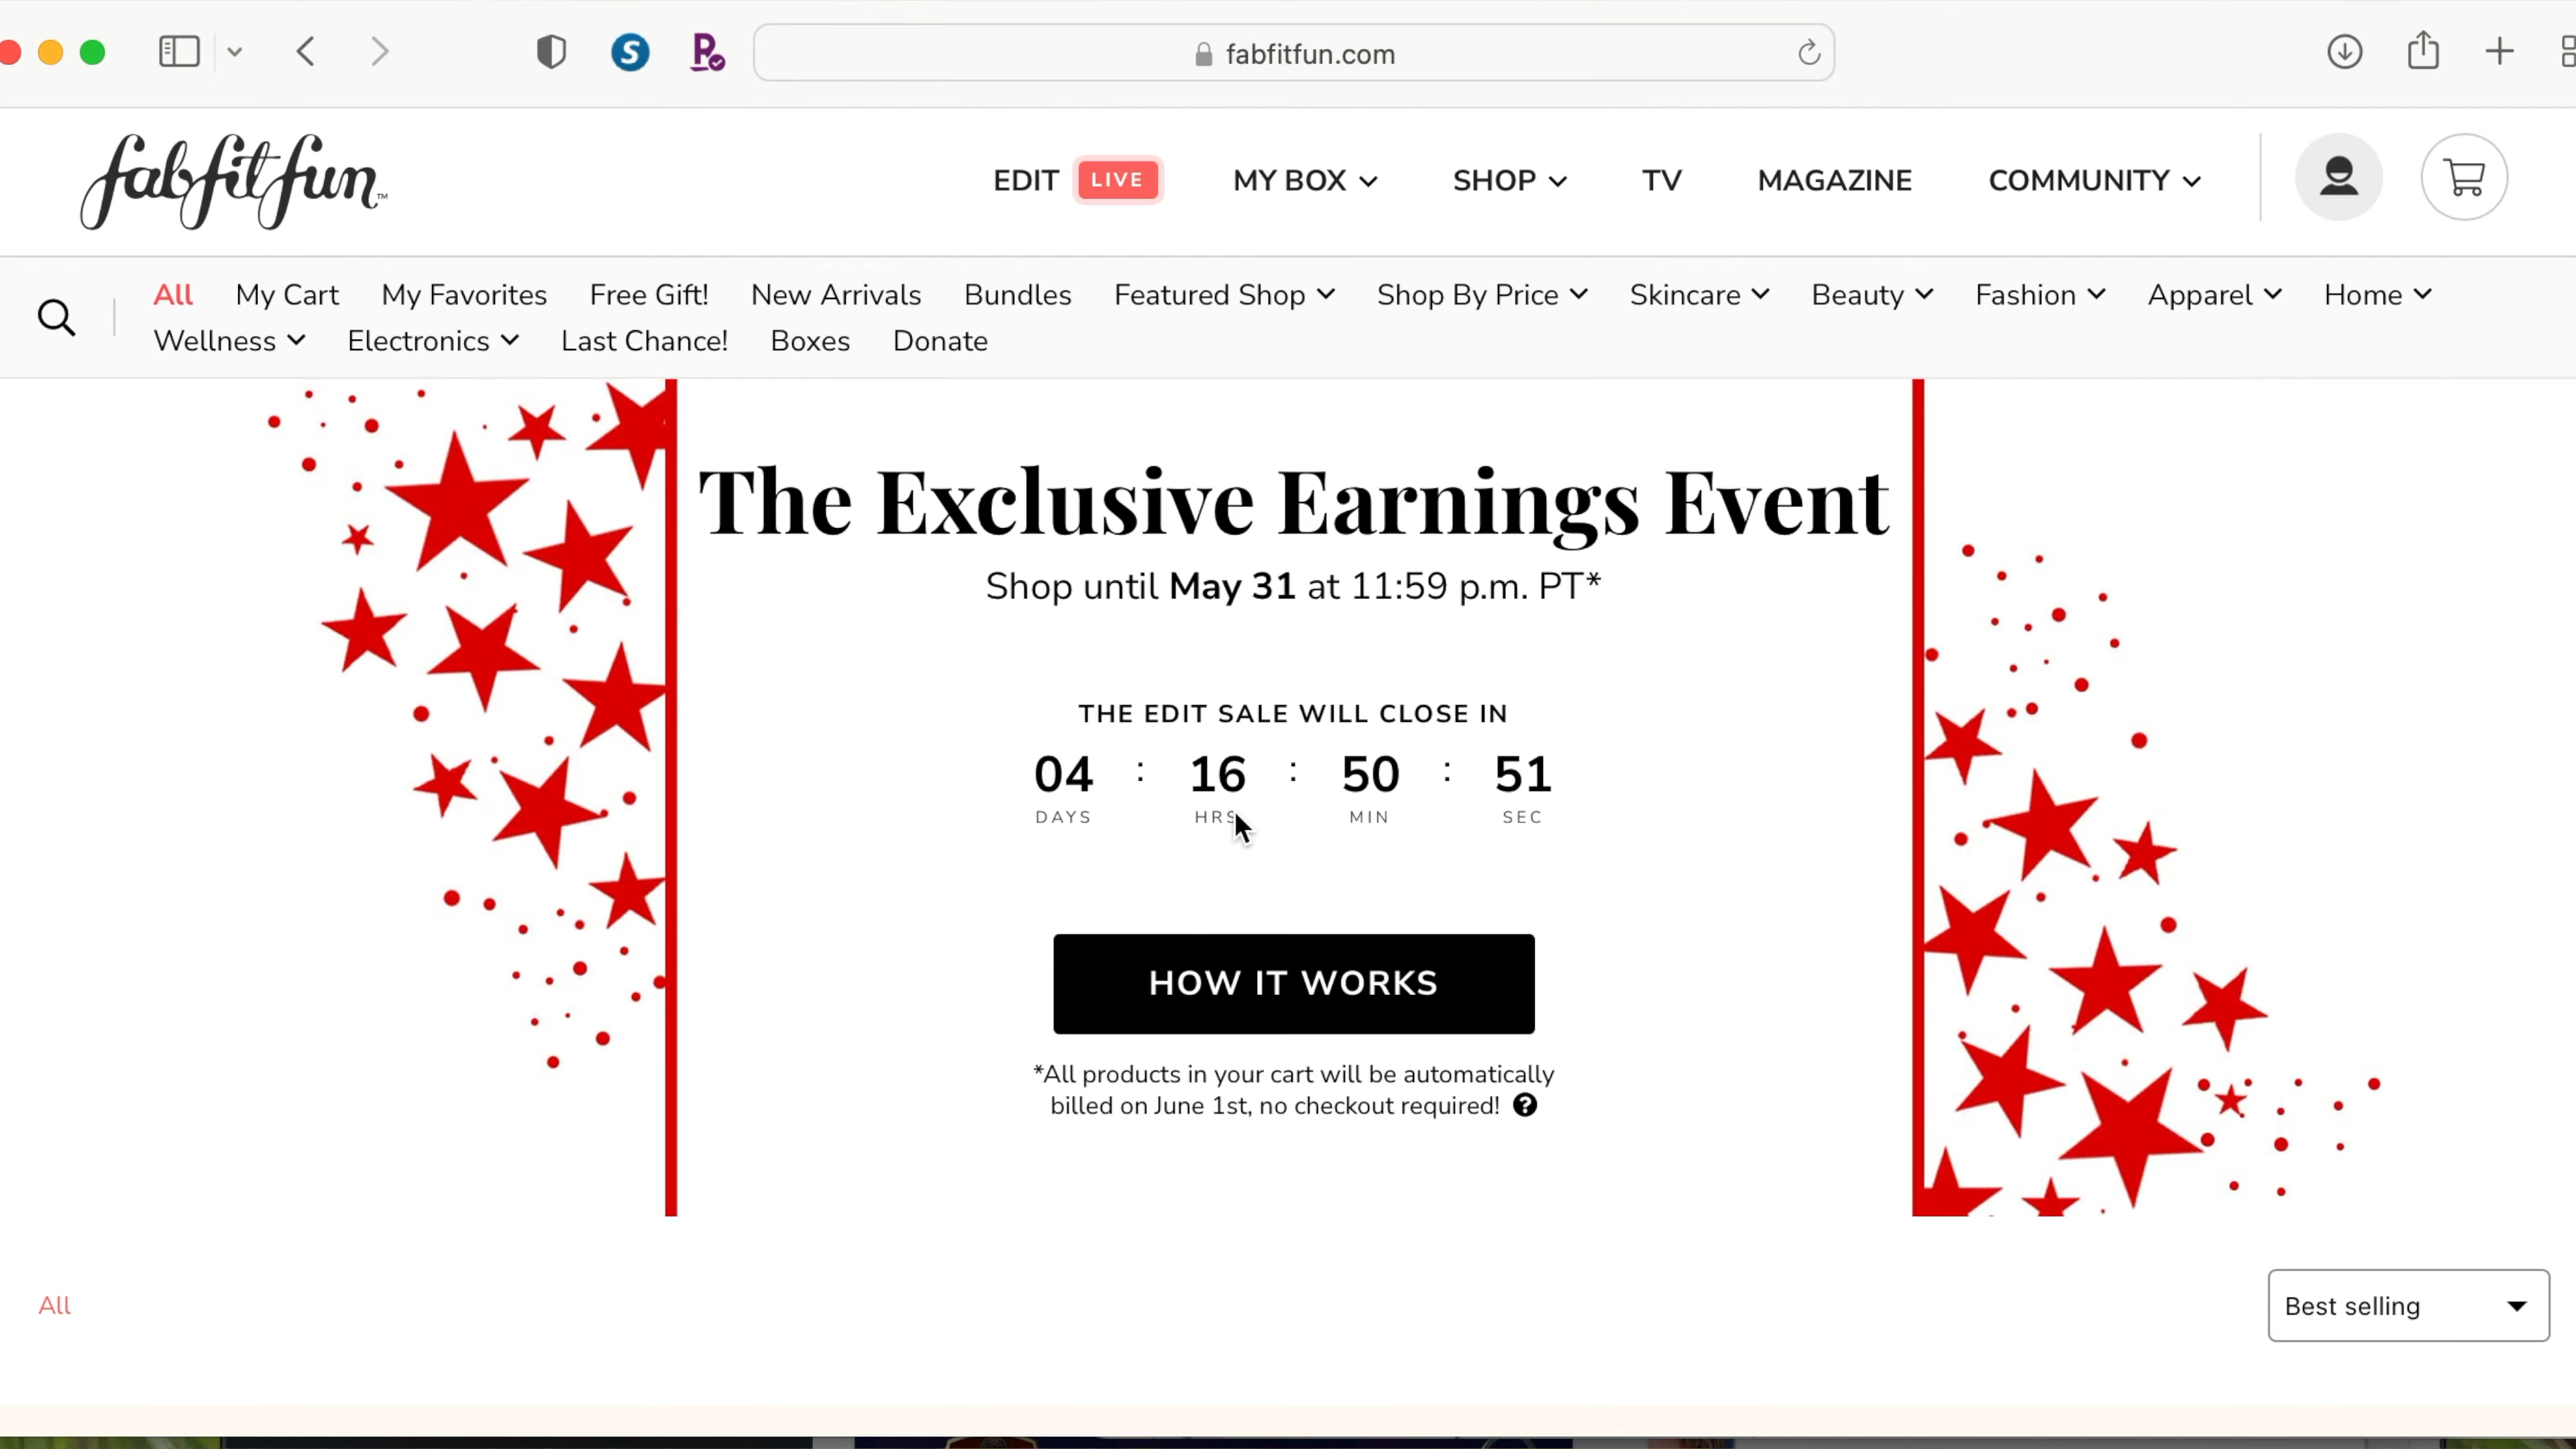 fabfitfun.com
fabfitfun™
EDIT LIVE MY BOX SHOP TV MAGAZINE COMMUNITY
All My Cart My Favorites Free Gift! New Arrivals Bundles Featured Shop Shop By Price Skincare Beauty Fashion Apparel Home
Wellness Electronics Last Chance! Boxes Donate
The Exclusive Earnings Event
Shop until May 31 at 11:59 p.m. PT*
THE EDIT SALE WILL CLOSE IN
04 : 16 : 50 : 51
DAYS HRS MIN SEC
HOW IT WORKS
*All products in your cart will be automatically
billed on June 1st, no checkout required! ?
All
Best selling